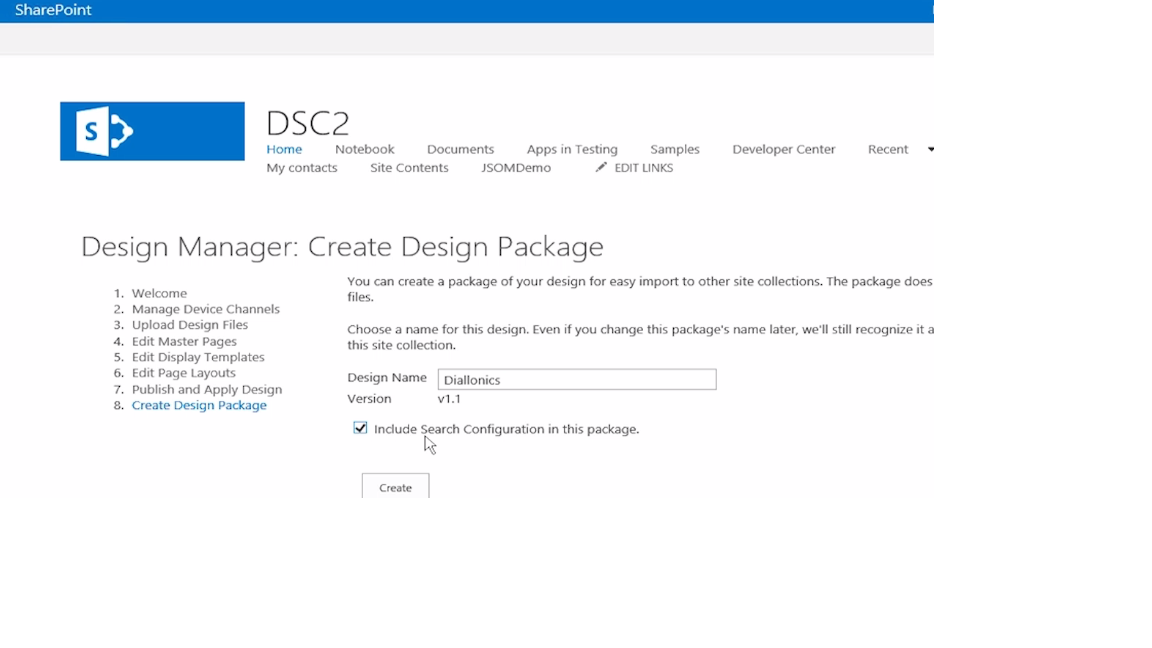 SharePoint
S
DSC2
Home Notebook Documents Apps in Testing Samples Developer Center Recent
My contacts Site Contents JSOMDemo EDIT LINKS
Design Manager: Create Design Package
1. Welcome
2. Manage Device Channels
3. Upload Design Files
4. Edit Master Pages
5. Edit Display Templates
6. Edit Page Layouts
7. Publish and Apply Design
8. Create Design Package
You can create a package of your design for easy import to other site collections. The package does
files.
Choose a name for this design. Even if you change this package's name later, we'll still recognize it a
this site collection.
Design Name Diallonics
Version v1.1
Include Search Configuration in this package.
Create